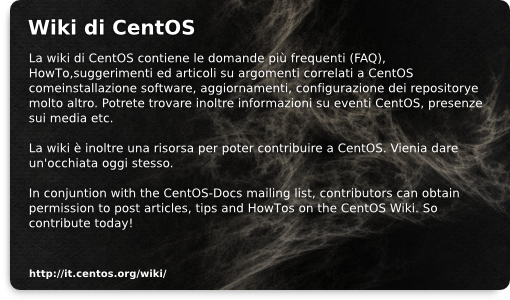 Wiki di CentOS
La wiki di CentOS contiene le domande più frequenti (FAQ),
HowTo,suggerimenti ed articoli su argomenti correlati a CentOS
comeinstallazione software, aggiornamenti, configurazione dei repositorye
molto altro. Potrete trovare inoltre informazioni su eventi CentOS, presenze
sui media etc.
La wiki è inoltre una risorsa per poter contribuire a CentOS. Vienia dare
un'occhiata oggi stesso.
In conjuntion with the CentOS-Docs mailing list, contributors can obtain
permission to post articles, tips and HowTos on the CentOS Wiki. So
contribute today!
http://it.centos.org/wiki/